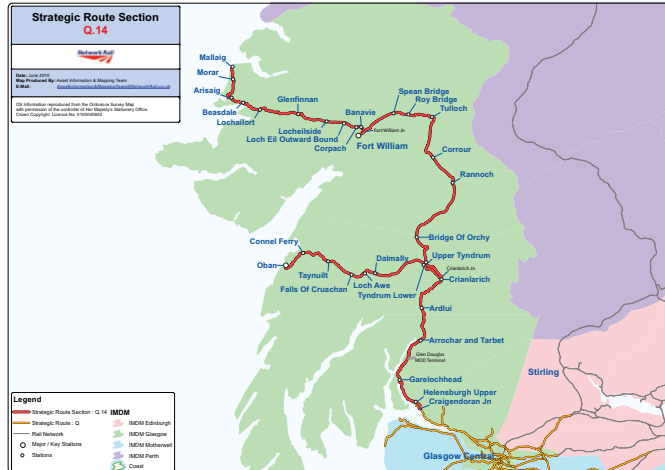 Strategic Route Section
Q.14
Network Rail
Date: June 2010
Map Produced By: Asset Information & Mapping Team
E-Mail: AssetInformation&MappingTeam@NetworkRail.co.uk
OS Information reproduced from the Ordnance Survey Map
with permission of the controller of Her Majesty's Stationery Office.
Crown Copyright Licence No. 0100040692
Mallaig
Morar
Arisaig
Beasdale
Lochailort
Glenfinnan
Locheilside
Loch Eil Outward Bound
Corpach
Banavie
Fort William Jn
Fort William
Spean Bridge
Roy Bridge
Tulloch
Corrour
Rannoch
Bridge Of Orchy
Connel Ferry
Oban
Taynuilt
Falls Of Cruachan
Loch Awe
Dalmally
Tyndrum Lower
Upper Tyndrum
Crianlarich Jn
Crianlarich
Ardlui
Arrochar and Tarbet
Glen Douglas
MOD Terminal
Garelochhead
Helensburgh Upper
Craigendoran Jn
Stirling
Glasgow Central
Legend
Strategic Route Section : Q.14
Strategic Route : Q
Rail Network
Major / Key Stations
Stations
IMDM
IMDM Edinburgh
IMDM Glasgow
IMDM Motherwell
IMDM Perth
Coast